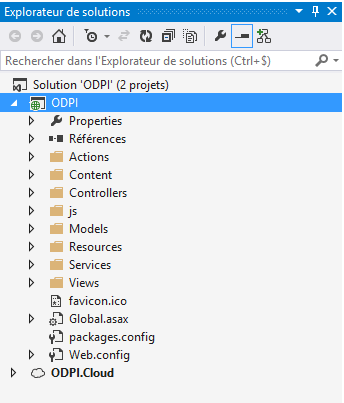 Explorateur de solutions
Rechercher dans l'Explorateur de solutions (Ctrl+$)
Solution 'ODPI' (2 projets)
ODPI
Properties
Références
Actions
Content
Controllers
js
Models
Resources
Services
Views
favicon.ico
Global.asax
packages.config
Web.config
ODPI.Cloud